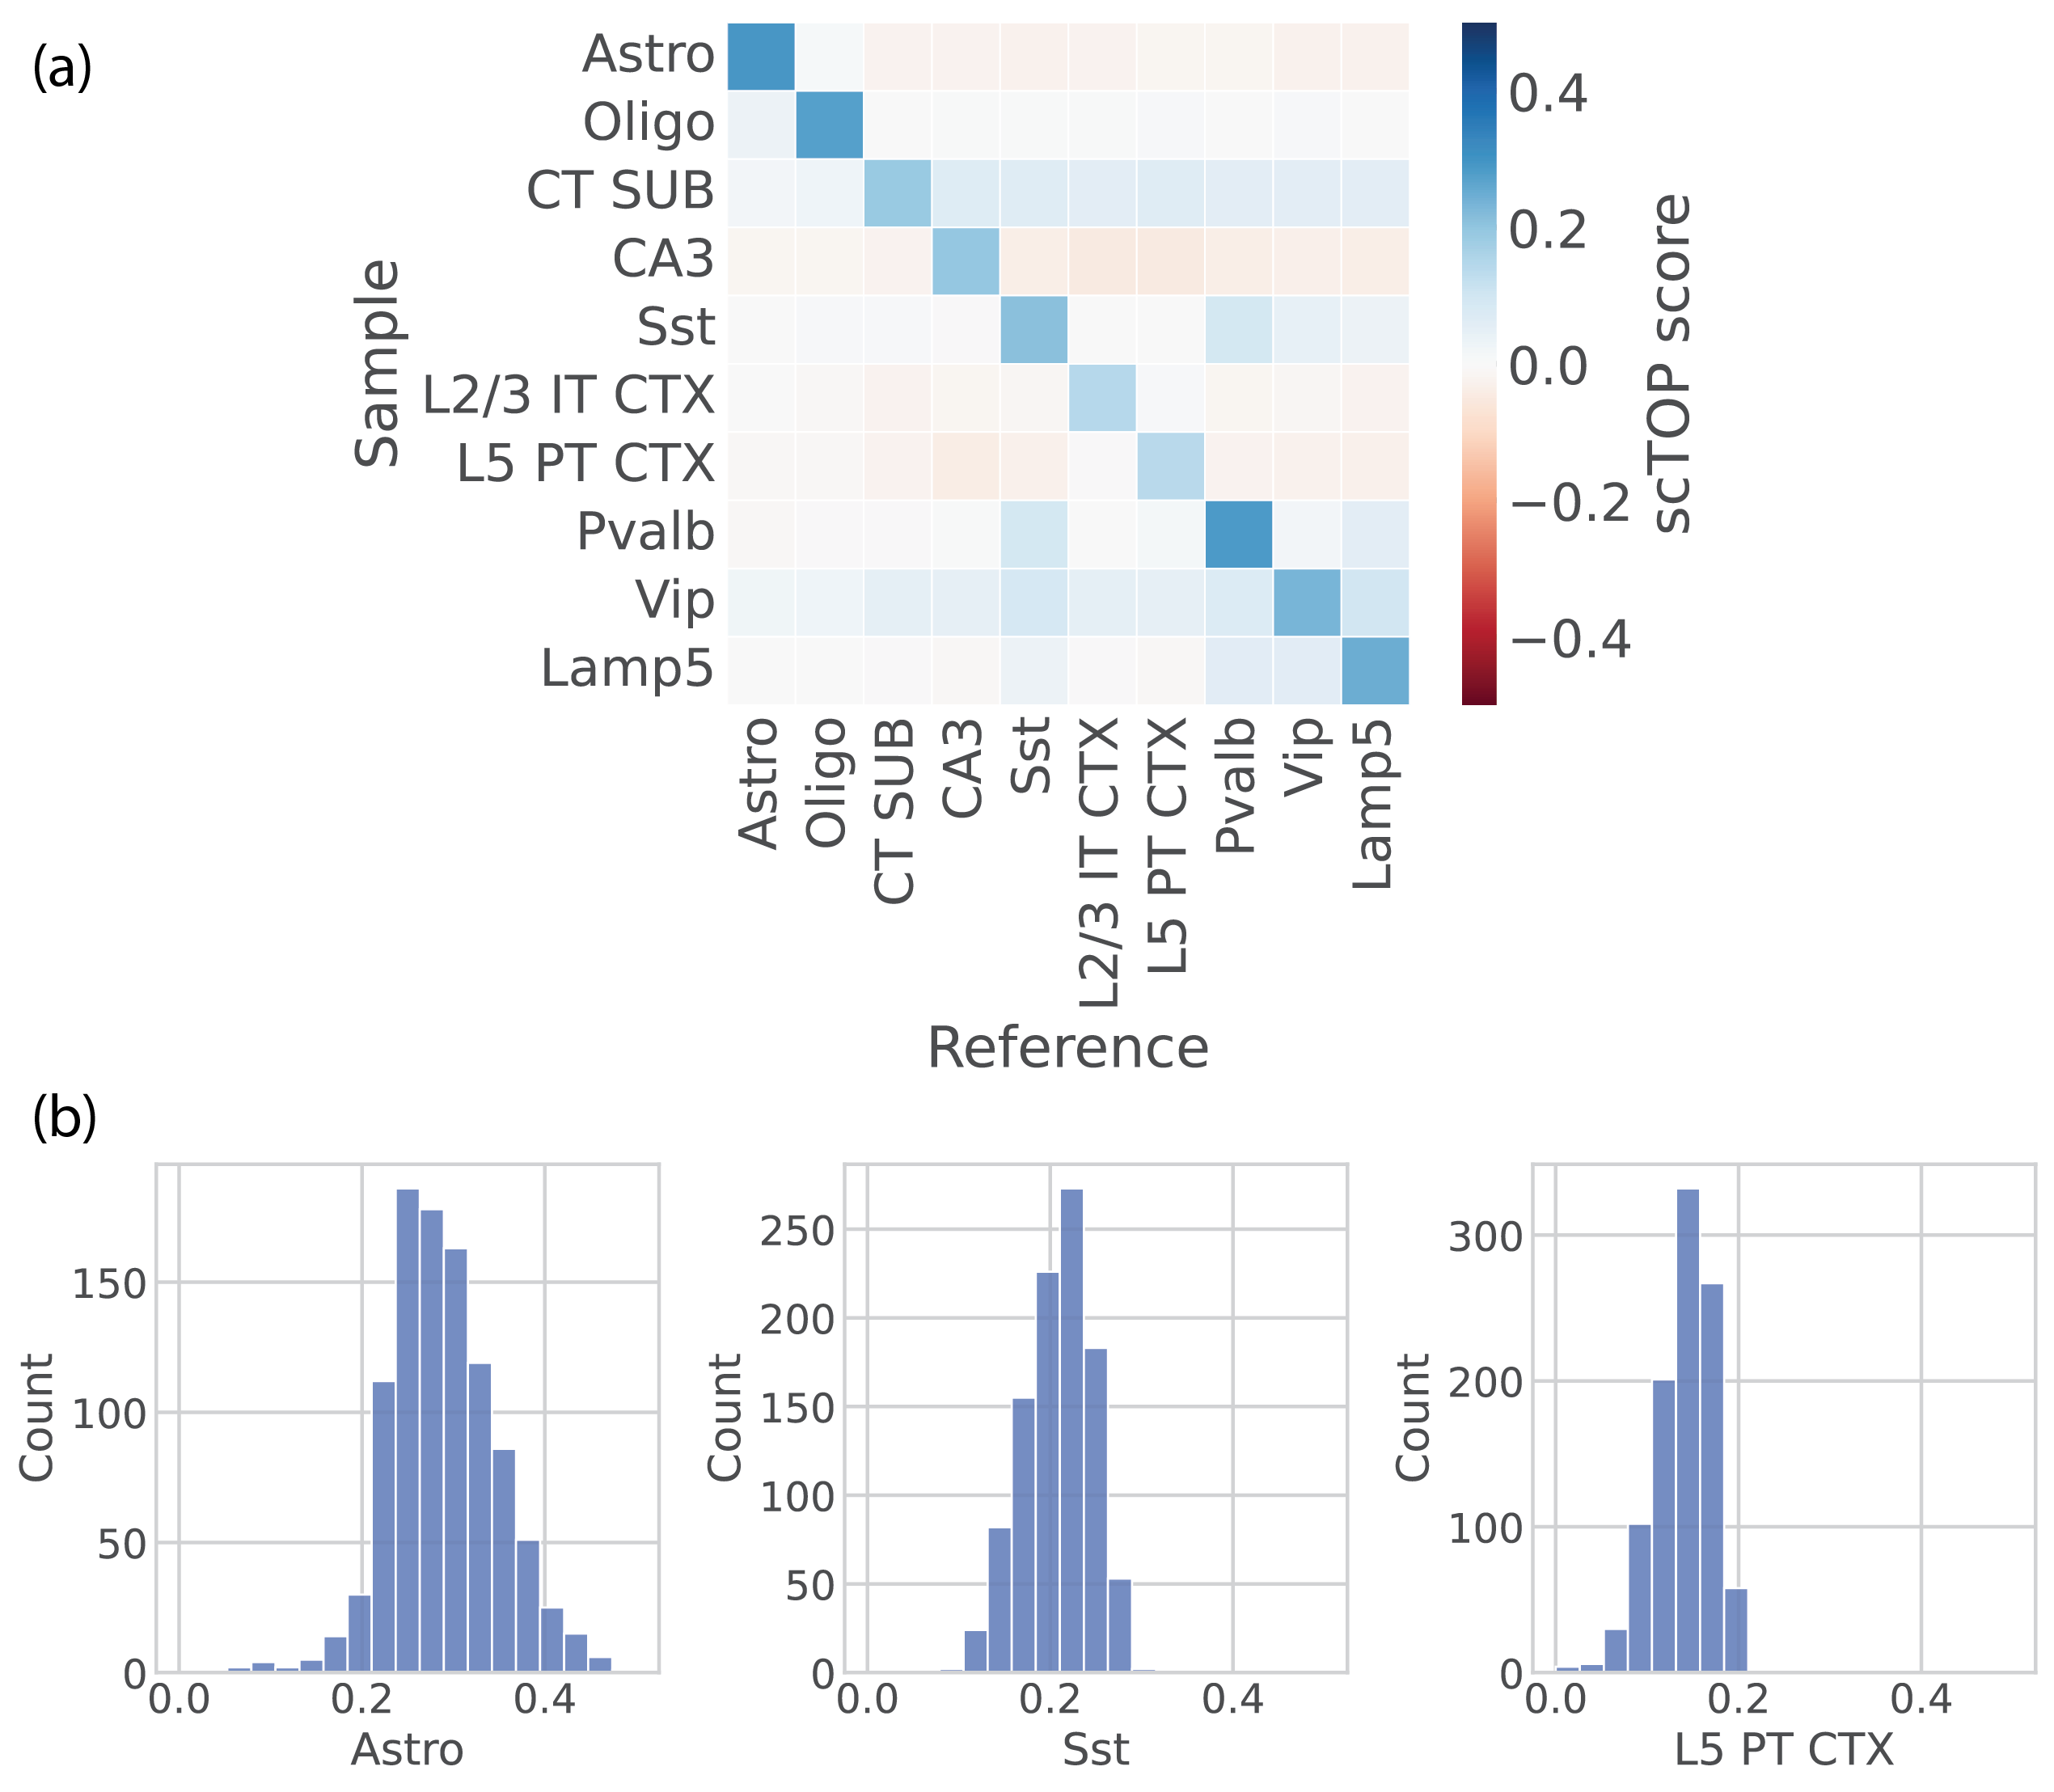 (a)
Astro
Oligo
CT SUB
CA3
Sst
L2/3 IT CTX
L5 PT CTX
Pvalb
Vip
Lamp5
Sample
Astro
Oligo
CT SUB
CA3
Sst
L2/3 IT CTX
L5 PT CTX
Pvalb
Vip
Lamp5
Reference
0.4
0.2
0.0
−0.2
−0.4
scTOP score
(b)
Count
150
100
50
0
0.0 0.2 0.4
Astro
Count
250
200
150
100
50
0
0.0 0.2 0.4
Sst
Count
300
200
100
0
0.0 0.2 0.4
L5 PT CTX